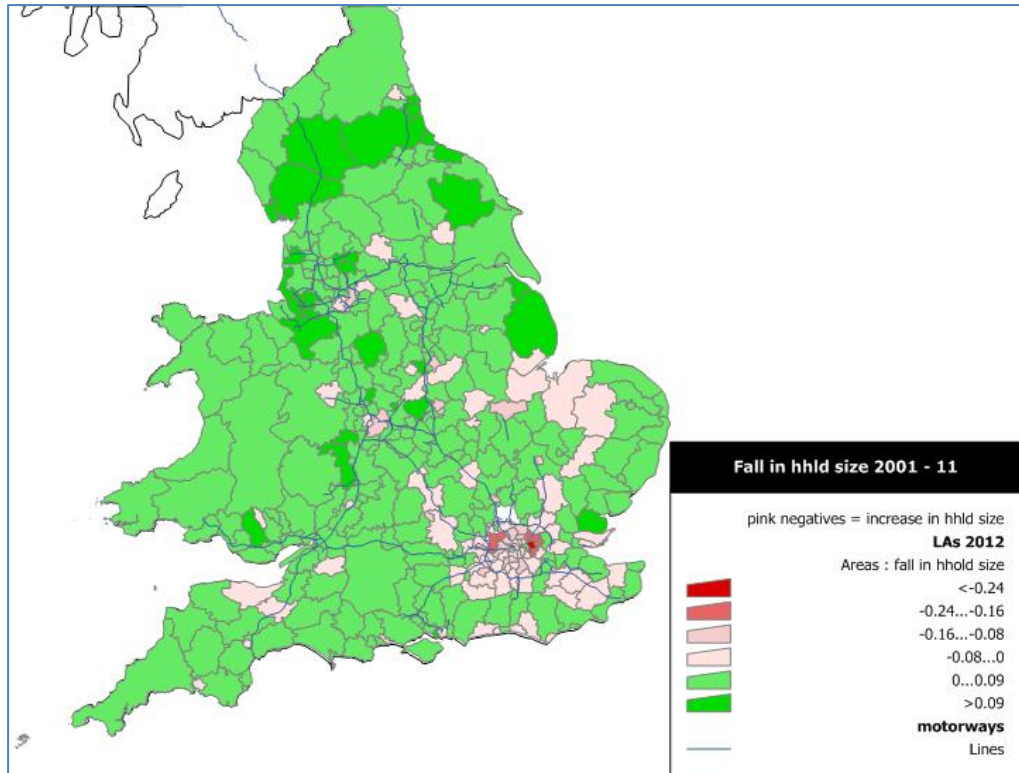 Fall in hhld size 2001 - 11
pink negatives = increase in hhld size
LAs 2012
Areas : fall in hhold size
<-0.24
-0.24...-0.16
-0.16...-0.08
-0.08...0
0...0.09
>0.09
motorways
Lines